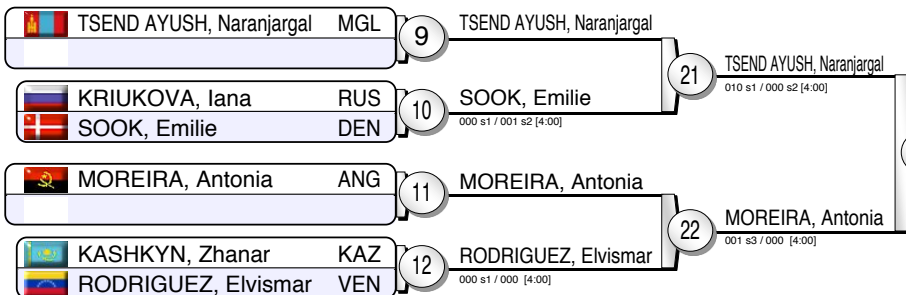 TSEND AYUSH, Naranjargal MGL
9
TSEND AYUSH, Naranjargal
21
TSEND AYUSH, Naranjargal
010 s1 / 000 s2 [4:00]
KRIUKOVA, Iana RUS
SOOK, Emilie DEN
10
SOOK, Emilie
000 s1 / 001 s2 [4:00]
MOREIRA, Antonia ANG
11
MOREIRA, Antonia
22
MOREIRA, Antonia
001 s3 / 000 [4:00]
KASHKYN, Zhanar KAZ
RODRIGUEZ, Elvismar VEN
12
RODRIGUEZ, Elvismar
000 s1 / 000 [4:00]